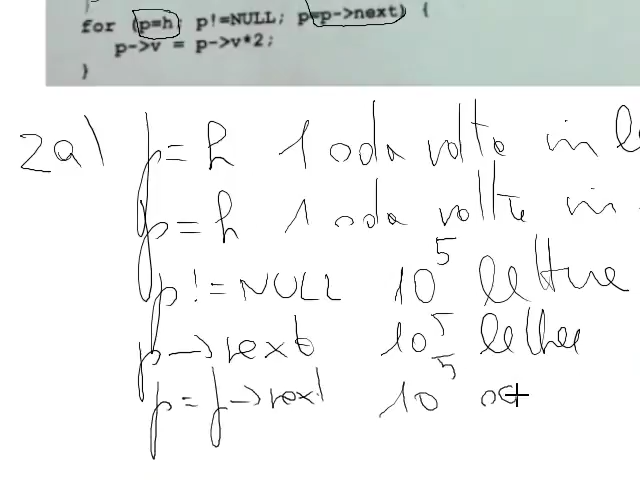 for (p=h; p!=NULL; p=p->next) {
p->v = p->v*2;
}
2a) p=h 1 sola volta in le
p=h 1 sola volta in
p!=NULL 10^5 letture
p->next 10^5 letture
p=p->next 10^5